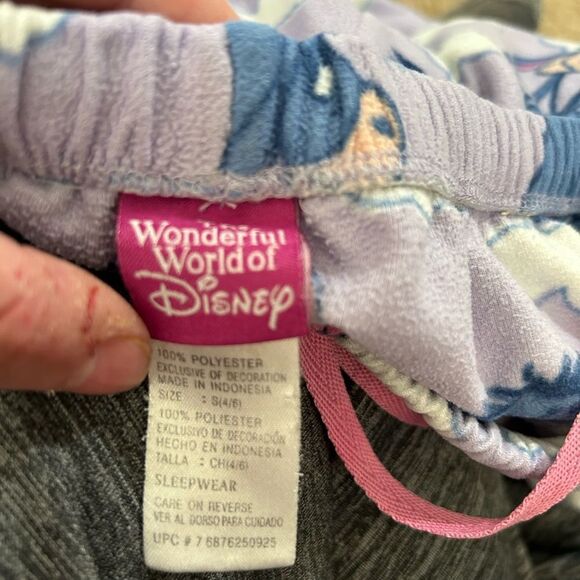 Wonderful
World of
Disney
100% POLYESTER
EXCLUSIVE OF DECORATION
MADE IN INDONESIA
SIZE : S(4/6)
100% POLIESTER
EXCLUSIVO DE DECORACIÓN
HECHO EN INDONESIA
TALLA : CH(4/6)
SLEEPWEAR
CARE ON REVERSE
VER AL DORSO PARA CUIDADO
UPC # 7 6876250925